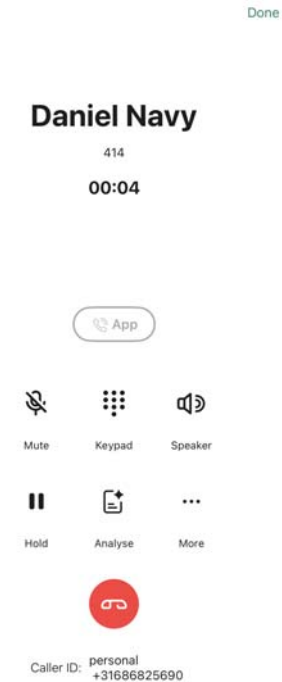 Done
Daniel Navy
414
00:04
App
Mute Keypad Speaker
Hold Analyse More
Caller ID: personal
+31686825690